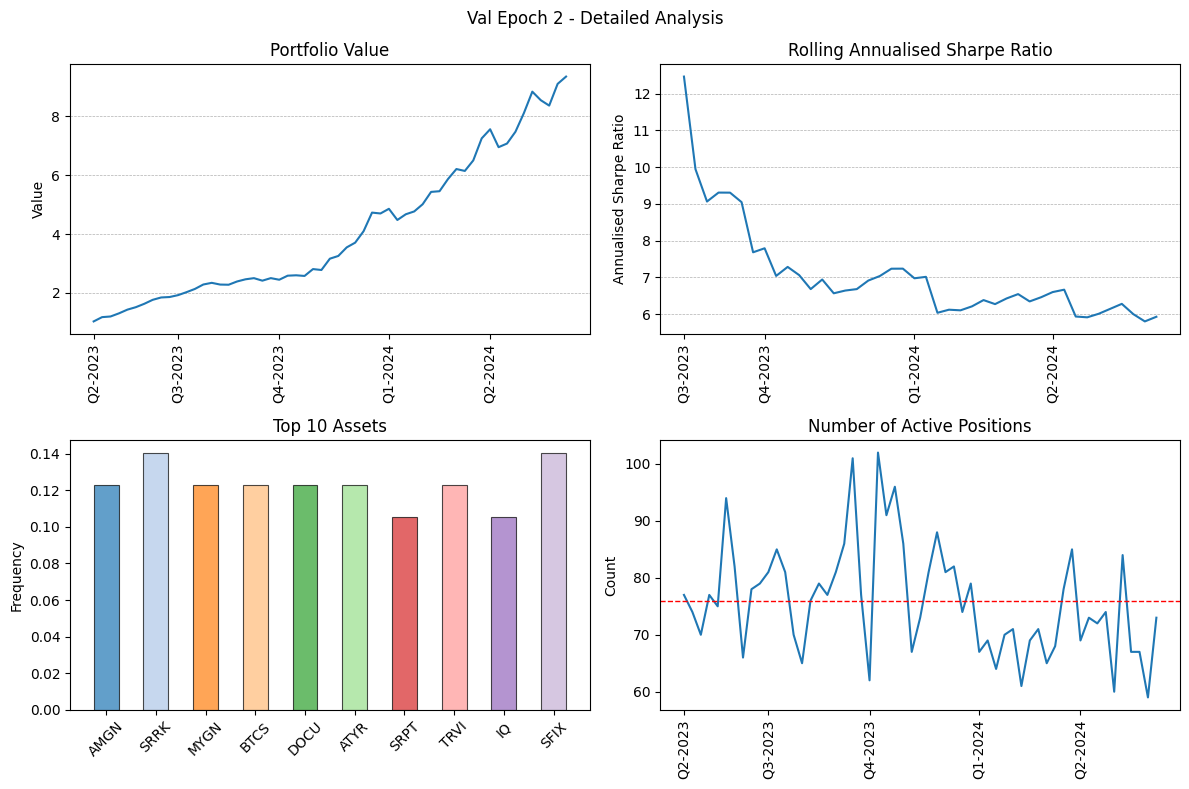 Val Epoch 2 - Detailed Analysis
Portfolio Value
Value
8
6
4
2
Q2-2023
Q3-2023
Q4-2023
Q1-2024
Q2-2024
Rolling Annualised Sharpe Ratio
Annualised Sharpe Ratio
12
11
10
9
8
7
6
Q3-2023
Q4-2023
Q1-2024
Q2-2024
Top 10 Assets
Frequency
0.14
0.12
0.10
0.08
0.06
0.04
0.02
0.00
AMGN
SRRK
MYGN
BTCS
DOCU
ATYR
SRPT
TRVI
IQ
SFIX
Number of Active Positions
Count
100
90
80
70
60
Q2-2023
Q3-2023
Q4-2023
Q1-2024
Q2-2024